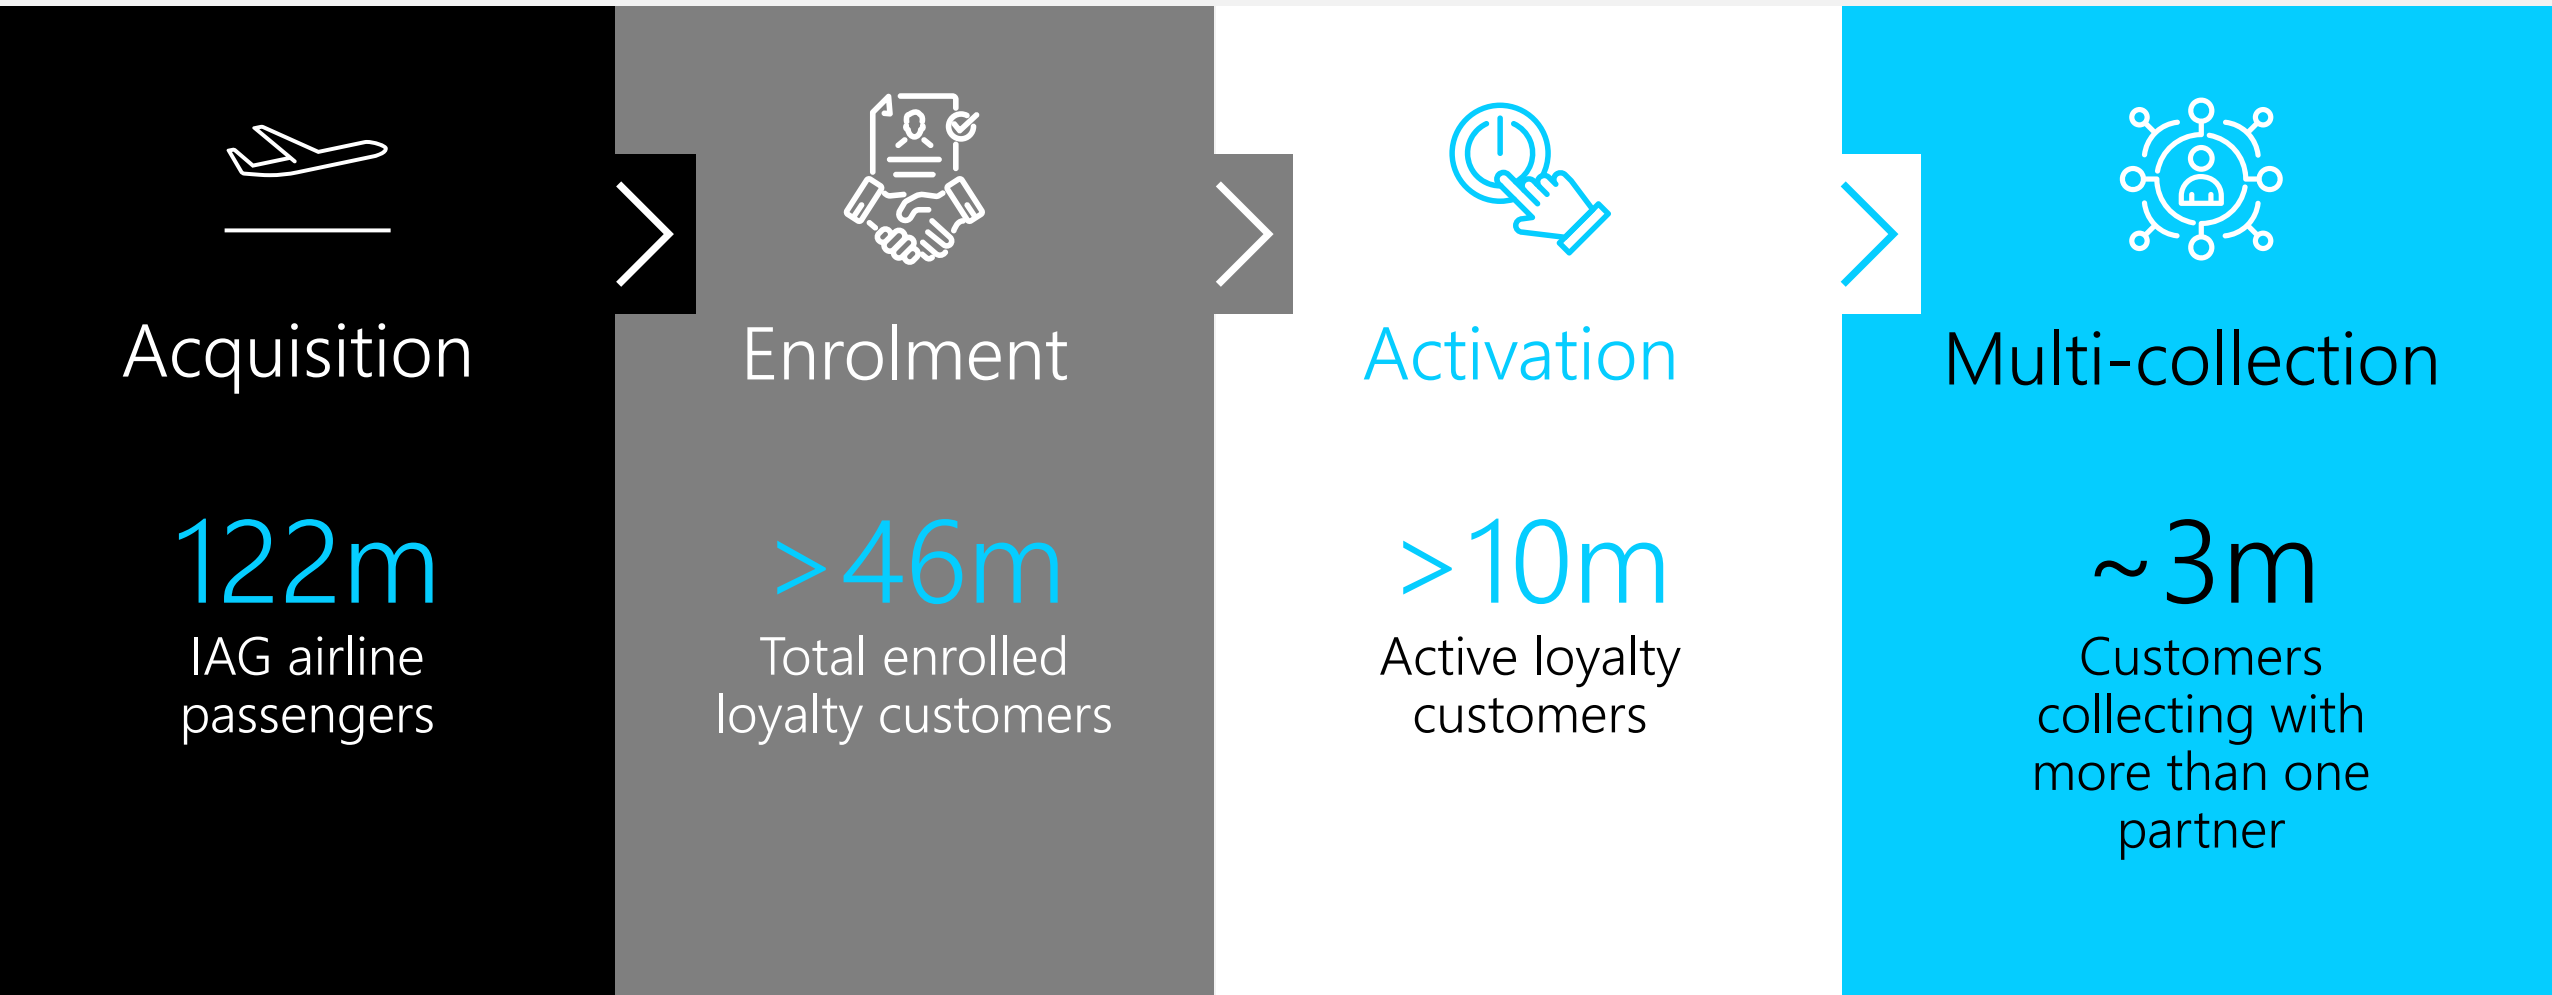 Acquisition
122m
IAG airline
passengers
Enrolment
>46m
Total enrolled
loyalty customers
Activation
>10m
Active loyalty
customers
Multi-collection
~3m
Customers
collecting with
more than one
partner